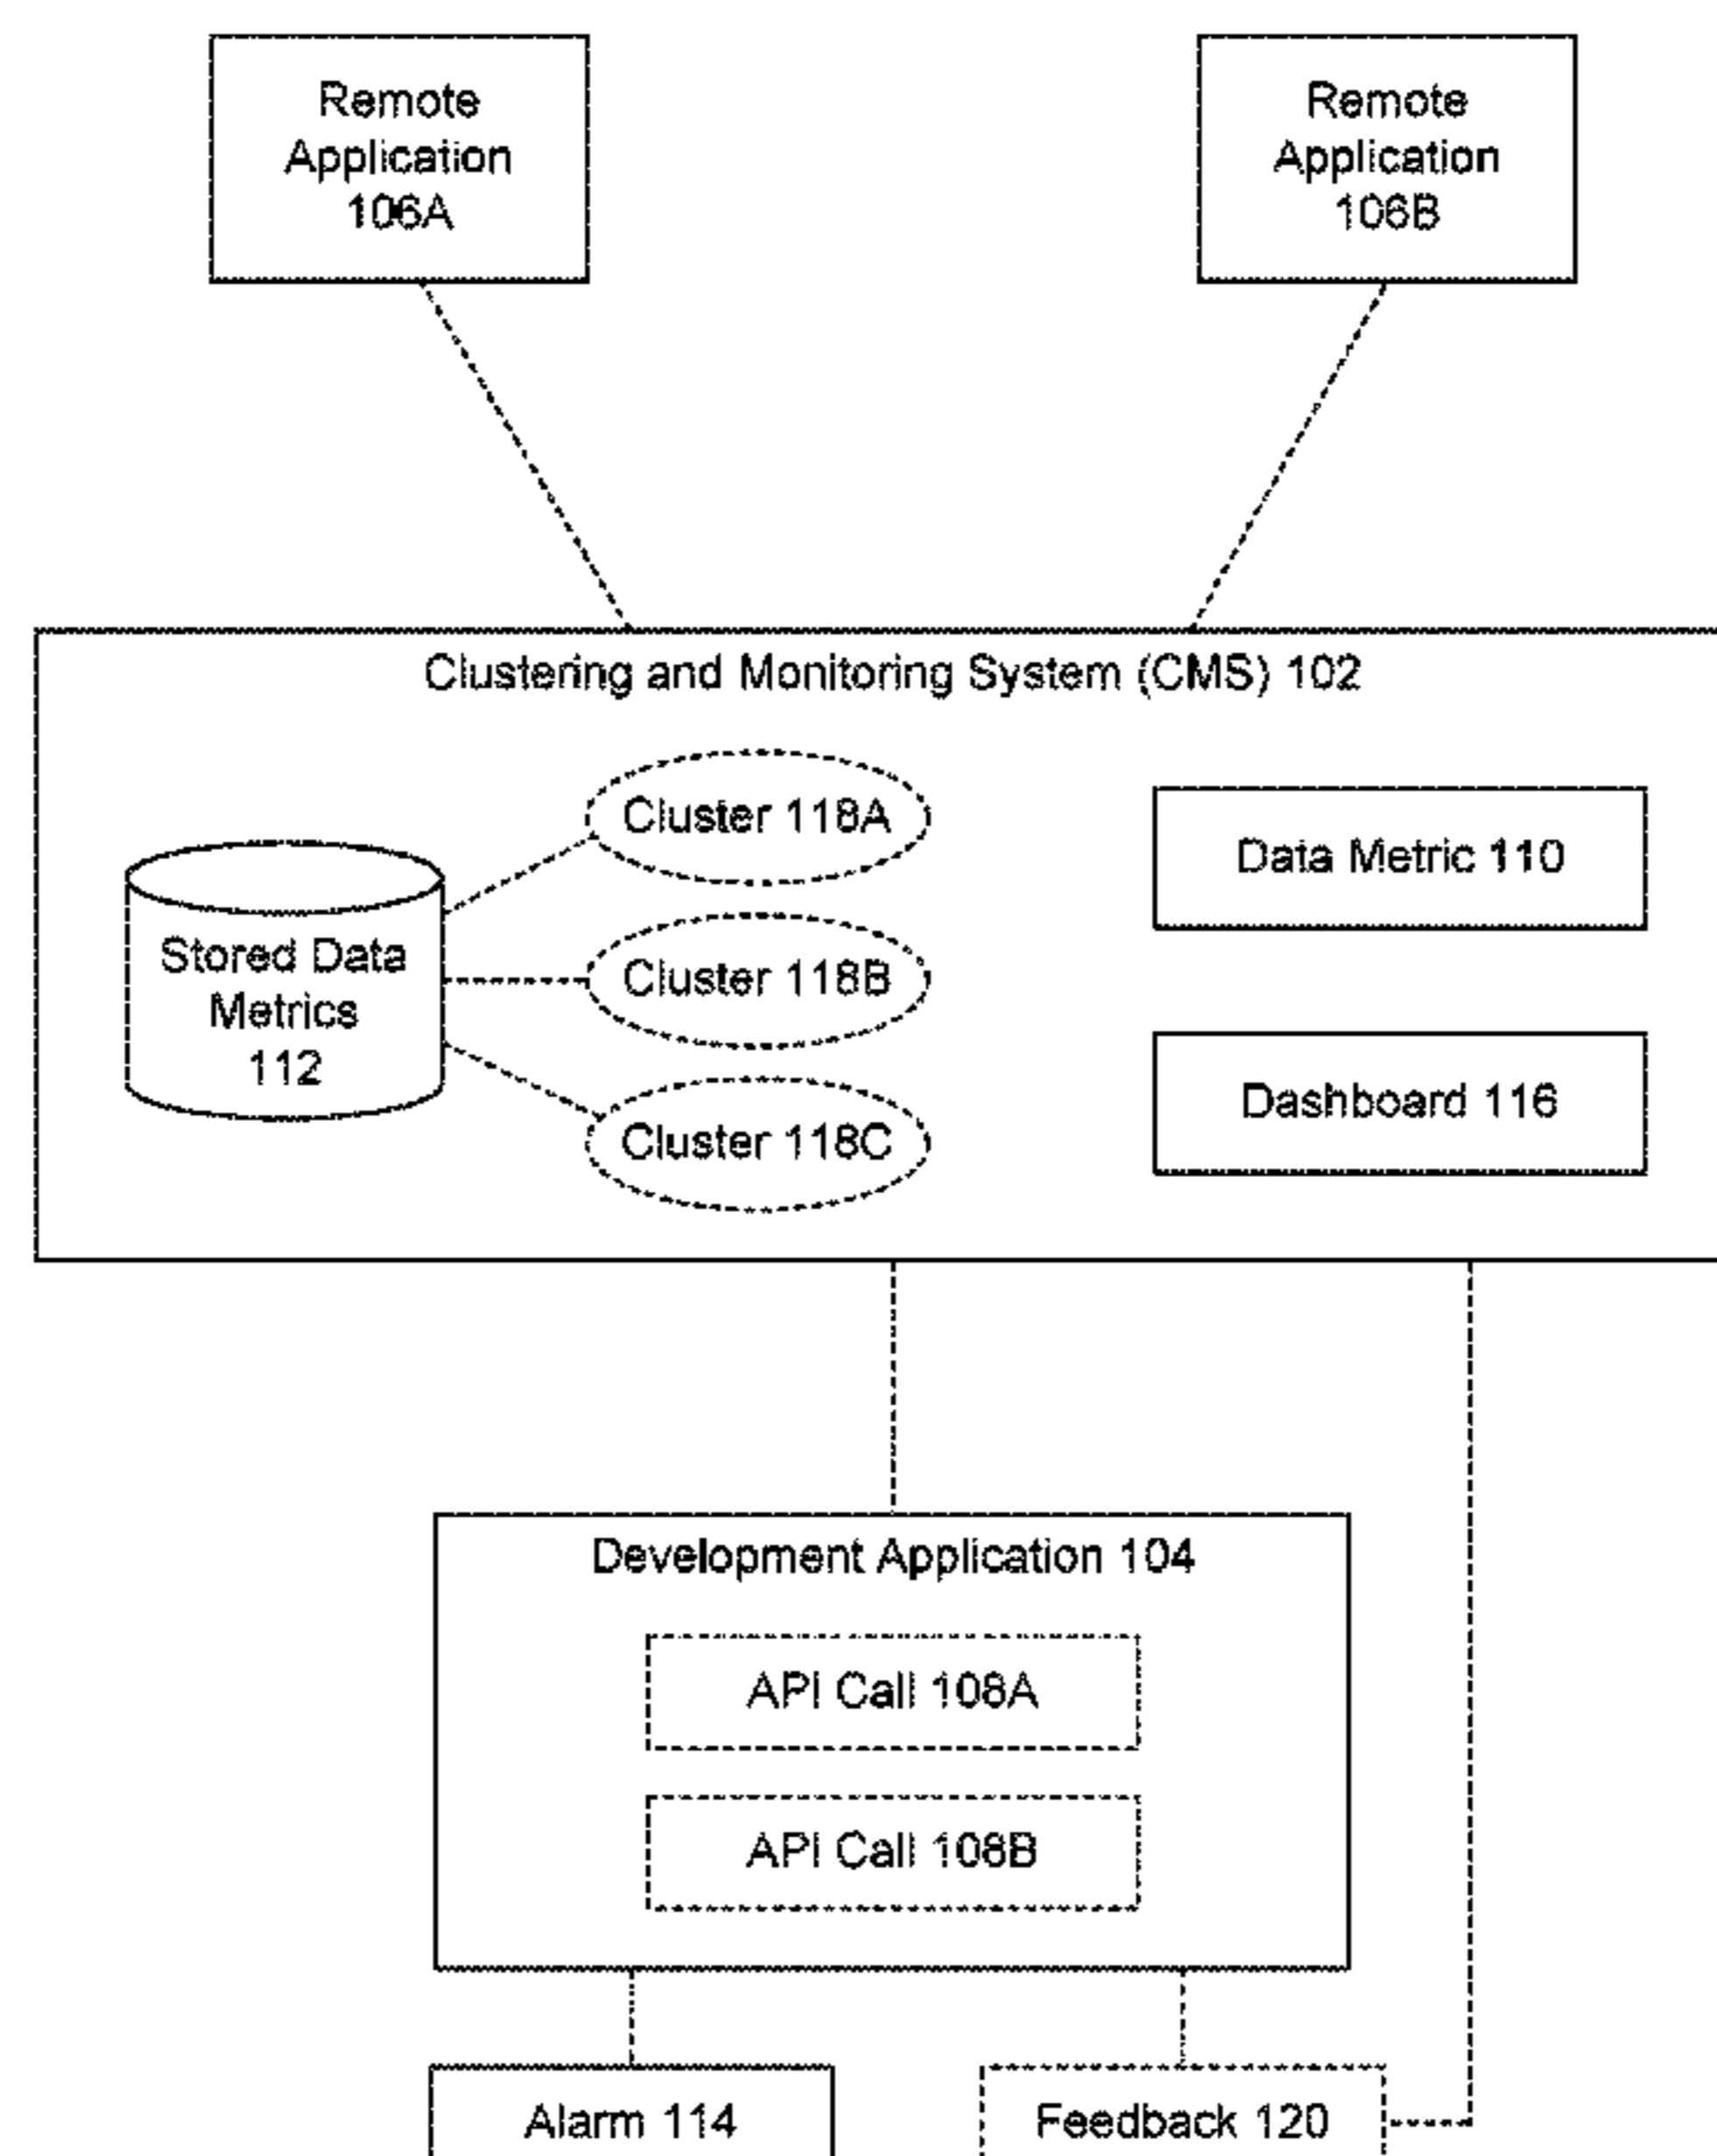 Remote
Application
106A
Remote
Application
106B
Clustering and Monitoring System (CMS) 102
Cluster 118A
Data Metric 110
Stored Data
Metrics
112
Cluster 118B
Cluster 118C
Dashboard 116
Development Application 104
API Call 108A
API Call 108B
Alarm 114
Feedback 120